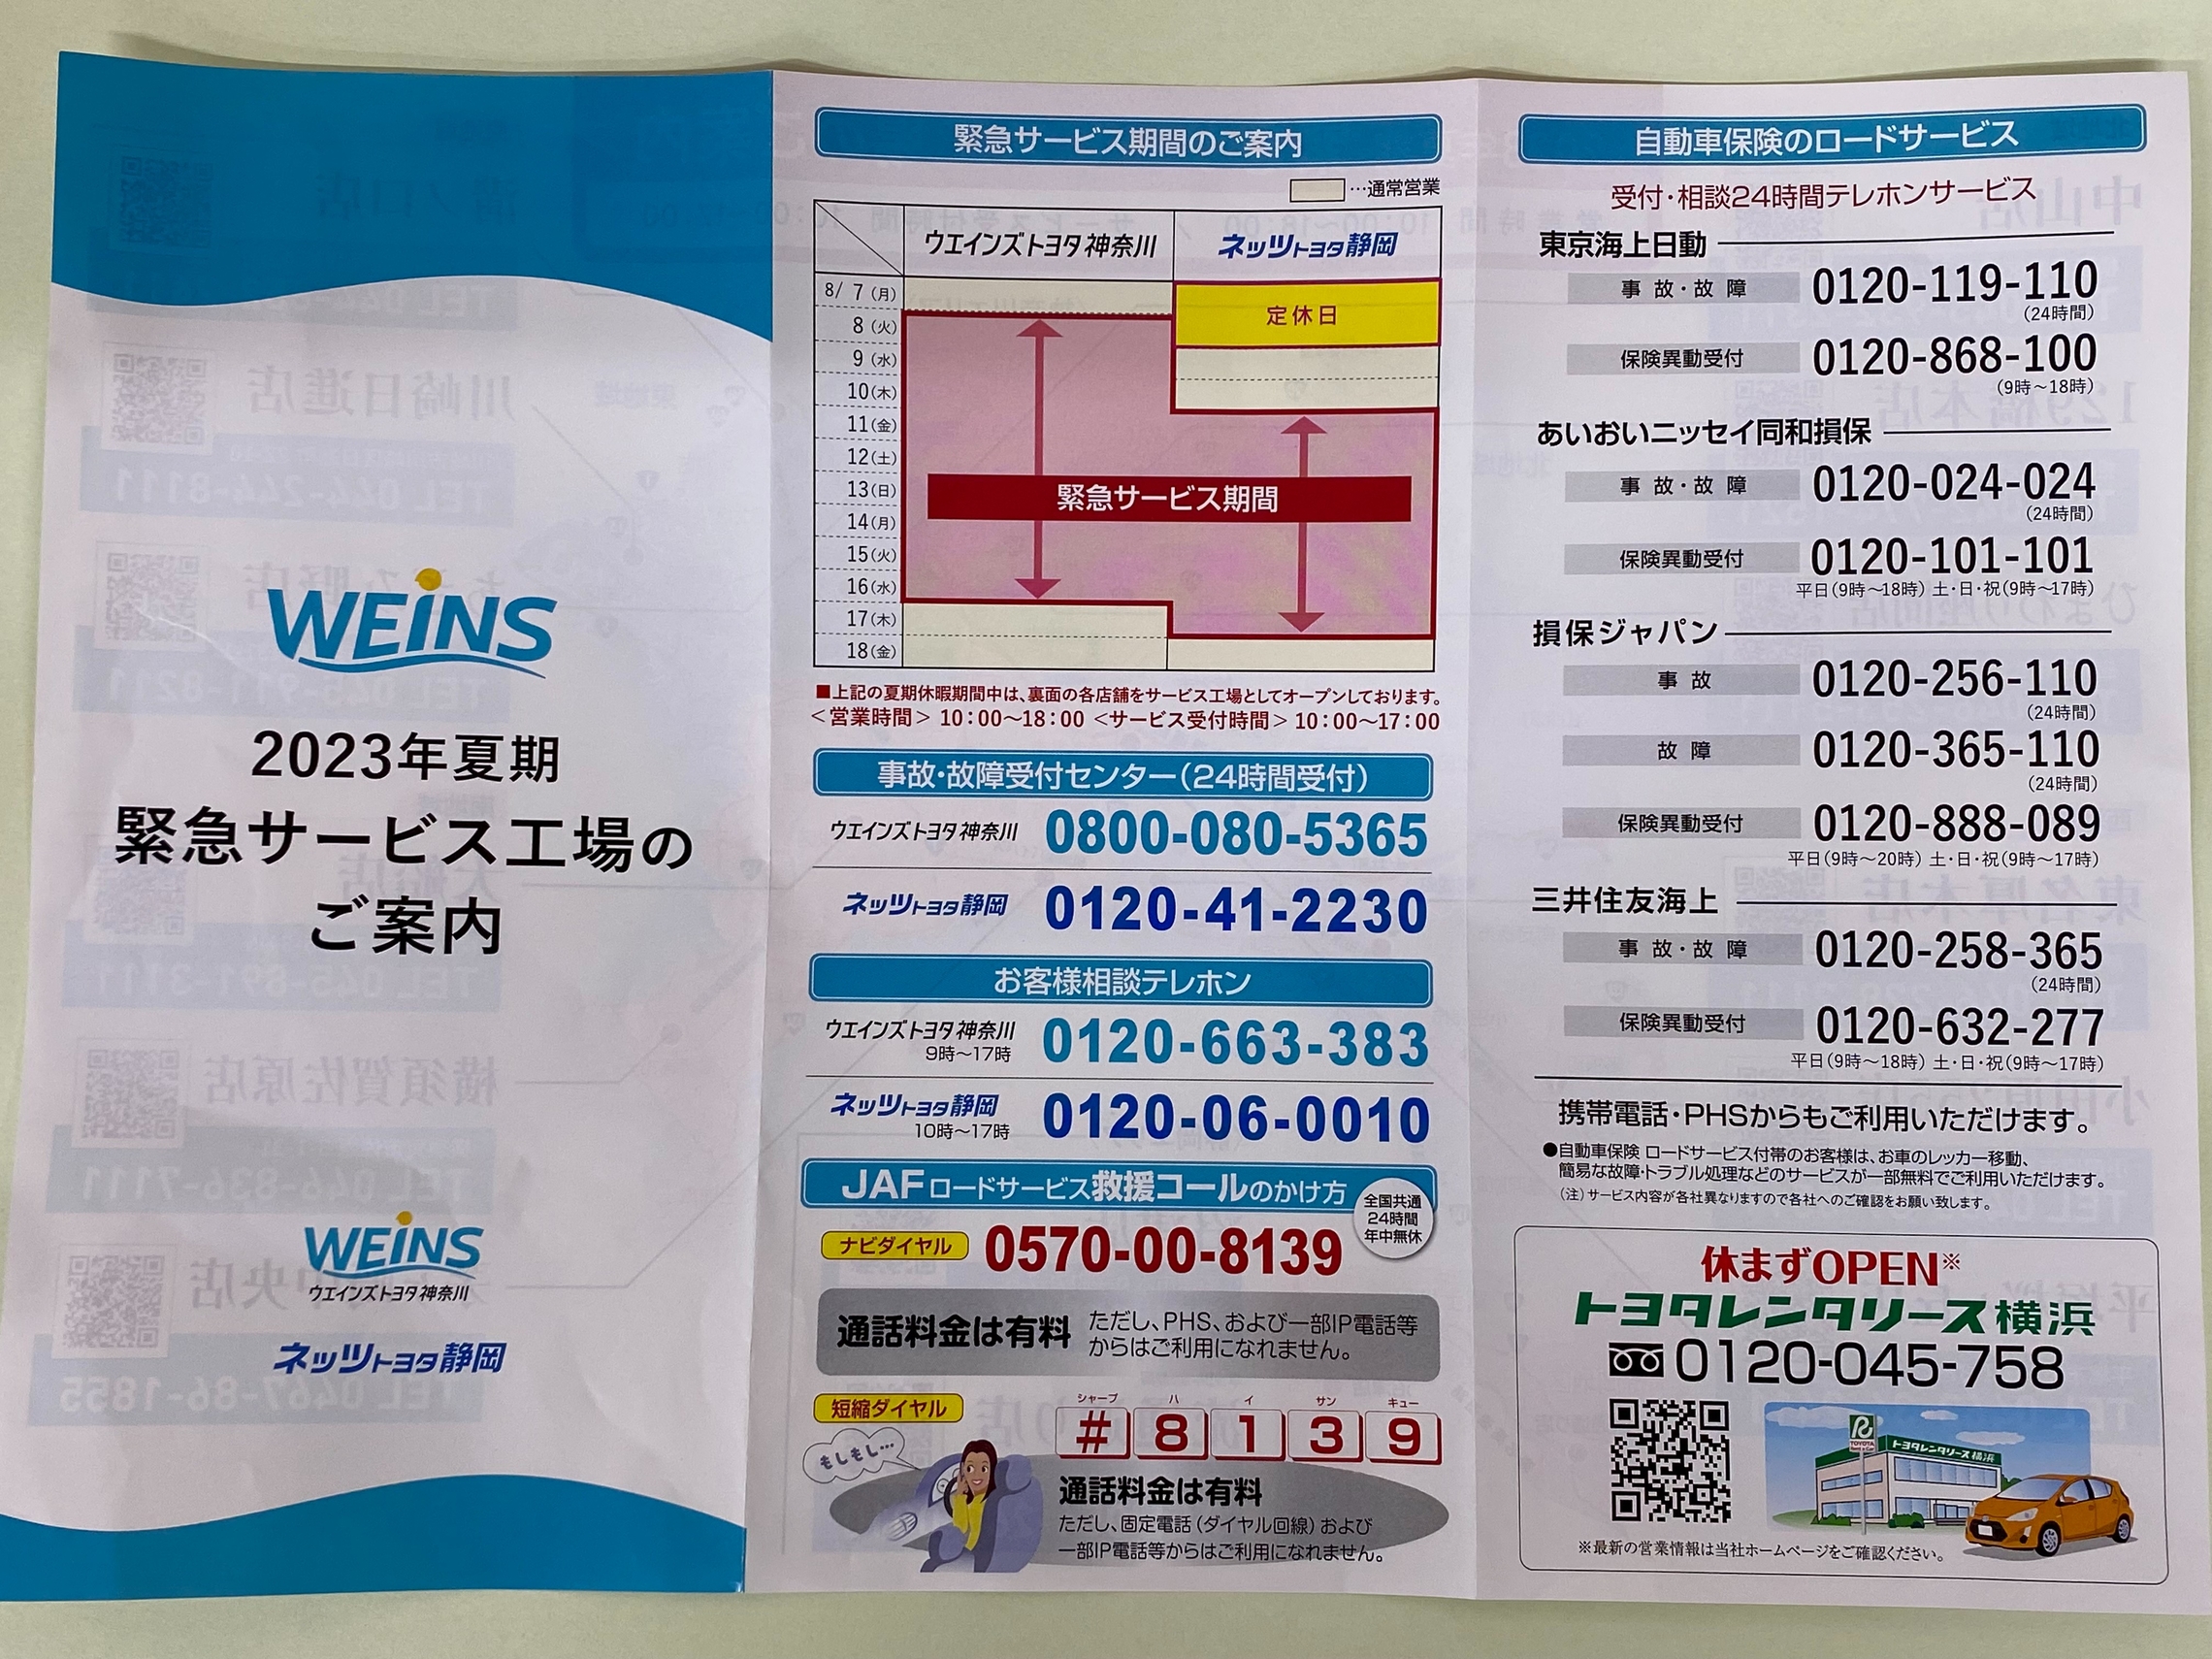 WEINS
2023年夏期
緊急サービス工場の
ご案内
WEINS
ウエインズトヨタ神奈川
ネッツトヨタ静岡
緊急サービス期間のご案内
…通常営業
ウエインズトヨタ神奈川 ネッツトヨタ静岡
8/ 7(月)
定休日
8(火)
9(水)
10(木)
11(金)
12(土)
13(日)
緊急サービス期間
14(月)
15(火)
16(水)
17(木)
18(金)
■上記の夏期休暇期間中は、裏面の各店舗をサービス工場としてオープンしております。
＜営業時間＞10：00～18：00 ＜サービス受付時間＞10：00～17：00
事故・故障受付センター（24時間受付）
ウエインズトヨタ神奈川 0800-080-5365
ネッツトヨタ静岡 0120-41-2230
お客様相談テレホン
ウエインズトヨタ神奈川 0120-663-383
9時～17時
ネッツトヨタ静岡 0120-06-0010
10時～17時
JAFロードサービス救援コールのかけ方
全国共通
24時間
年中無休
ナビダイヤル 0570-00-8139
通話料金は有料 ただし、PHS、および一部IP電話等
からはご利用になれません。
短縮ダイヤル
シャープ ハ イ サン キュー
# 8 1 3 9
もしもし…
通話料金は有料
ただし、固定電話（ダイヤル回線）および
一部IP電話等からはご利用になれません。
自動車保険のロードサービス
受付・相談24時間テレホンサービス
東京海上日動
事故・故障 0120-119-110
(24時間)
保険異動受付 0120-868-100
(9時～18時)
あいおいニッセイ同和損保
事故・故障 0120-024-024
(24時間)
保険異動受付 0120-101-101
平日(9時～18時) 土・日・祝(9時～17時)
損保ジャパン
事故 0120-256-110
(24時間)
故障 0120-365-110
(24時間)
保険異動受付 0120-888-089
平日(9時～20時) 土・日・祝(9時～17時)
三井住友海上
事故・故障 0120-258-365
(24時間)
保険異動受付 0120-632-277
平日(9時～18時) 土・日・祝(9時～17時)
携帯電話・PHSからもご利用いただけます。
●自動車保険 ロードサービス付帯のお客様は、お車のレッカー移動、
簡易な故障・トラブル処理などのサービスが一部無料でご利用いただけます。
（注）サービス内容が各社異なりますので各社へのご確認をお願い致します。
休まずOPEN※
トヨタレンタリース横浜
0120-045-758
TOYOTA
トヨタレンタリース横浜
※最新の営業情報は当社ホームページをご確認ください。